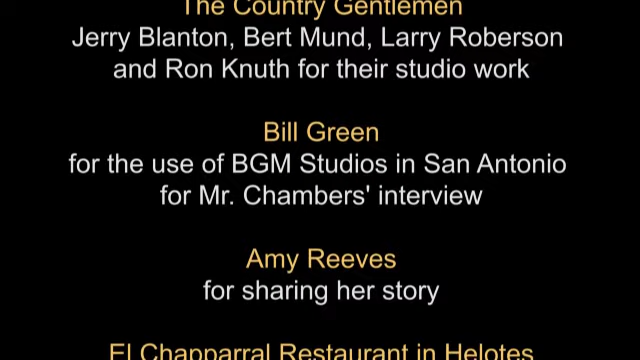 The Country Gentlemen
Jerry Blanton, Bert Mund, Larry Roberson
and Ron Knuth for their studio work
Bill Green
for the use of BGM Studios in San Antonio
for Mr. Chambers' interview
Amy Reeves
for sharing her story
El Chapparral Restaurant in Helotes